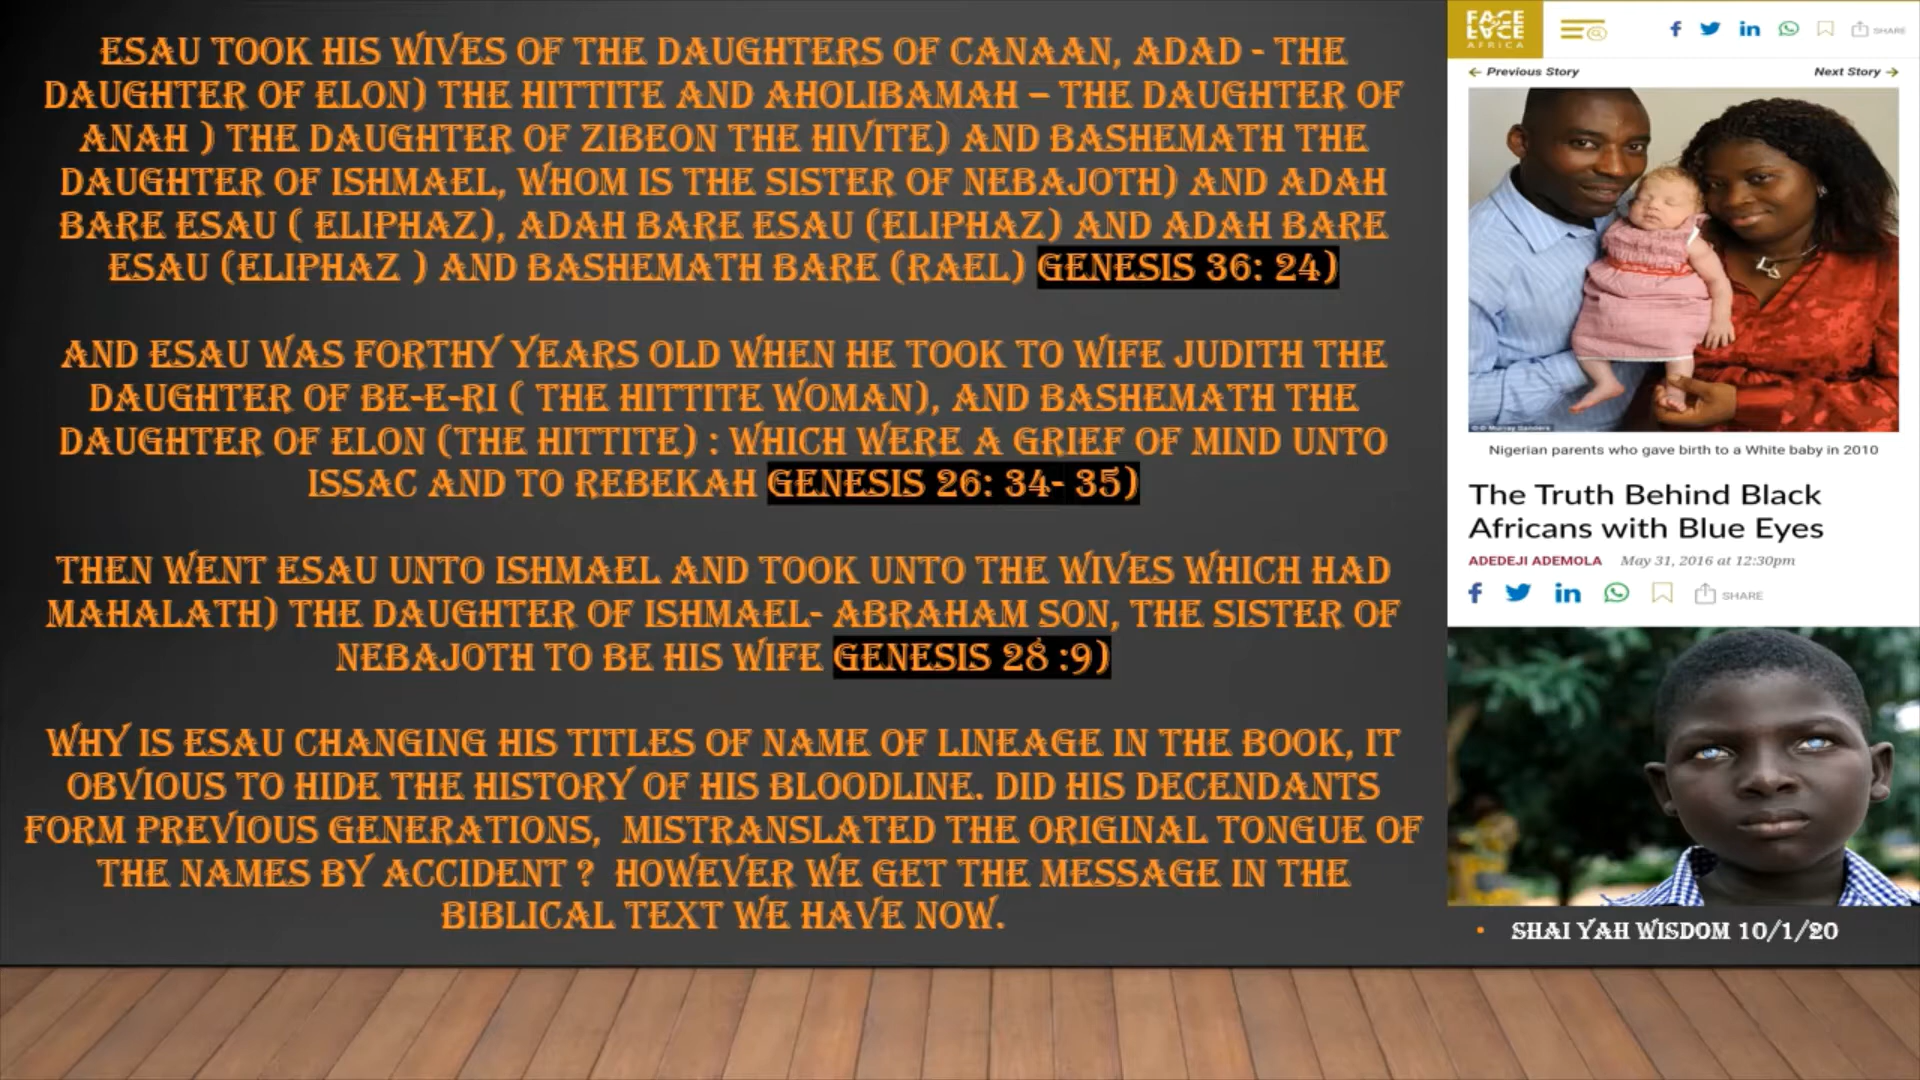 ESAU TOOK HIS WIVES OF THE DAUGHTERS OF CANAAN, ADAD - THE
DAUGHTER OF ELON) THE HITTITE AND AHOLIBAMAH – THE DAUGHTER OF
ANAH ) THE DAUGHTER OF ZIBEON THE HIVITE) AND BASHEMATH THE
DAUGHTER OF ISHMAEL, WHOM IS THE SISTER OF NEBAJOTH) AND ADAH
BARE ESAU ( ELIPHAZ), ADAH BARE ESAU (ELIPHAZ) AND ADAH BARE
ESAU (ELIPHAZ ) AND BASHEMATH BARE (RAEL) GENESIS 36: 24)
AND ESAU WAS FORTHY YEARS OLD WHEN HE TOOK TO WIFE JUDITH THE
DAUGHTER OF BE-E-RI ( THE HITTITE WOMAN), AND BASHEMATH THE
DAUGHTER OF ELON (THE HITTITE) : WHICH WERE A GRIEF OF MIND UNTO
ISSAC AND TO REBEKAH GENESIS 26: 34- 35)
THEN WENT ESAU UNTO ISHMAEL AND TOOK UNTO THE WIVES WHICH HAD
MAHALATH) THE DAUGHTER OF ISHMAEL- ABRAHAM SON, THE SISTER OF
NEBAJOTH TO BE HIS WIFE GENESIS 28 :9)
WHY IS ESAU CHANGING HIS TITLES OF NAME OF LINEAGE IN THE BOOK, IT
OBVIOUS TO HIDE THE HISTORY OF HIS BLOODLINE. DID HIS DECENDANTS
FORM PREVIOUS GENERATIONS, MISTRANSLATED THE ORIGINAL TONGUE OF
THE NAMES BY ACCIDENT ? HOWEVER WE GET THE MESSAGE IN THE
BIBLICAL TEXT WE HAVE NOW.
FACE
2
FACE
AFRICA
SHARE
← Previous Story Next Story →
© Murray Sanders
Nigerian parents who gave birth to a White baby in 2010
The Truth Behind Black
Africans with Blue Eyes
ADEDEJI ADEMOLA May 31, 2016 at 12:30pm
SHARE
• SHAI YAH WISDOM 10/1/20